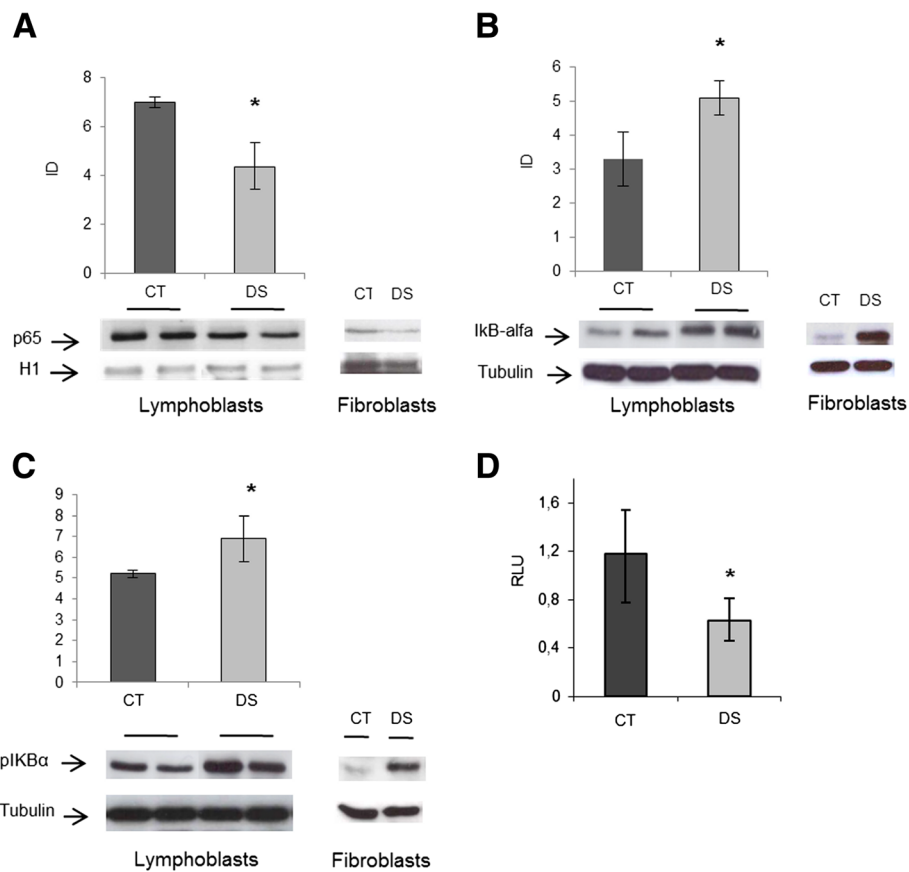 A
8
6
4
2
0
ID
*
CT DS
p65
H1
Lymphoblasts
CT DS
Fibroblasts
B
6
5
4
3
2
1
0
ID
*
CT DS
IkB-alfa
Tubulin
Lymphoblasts
CT DS
Fibroblasts
C
9
8
7
6
5
4
3
2
1
0
*
CT DS
pIKBα
Tubulin
Lymphoblasts
CT DS
Fibroblasts
D
1,6
1,2
0,8
0,4
0
RLU
*
CT DS